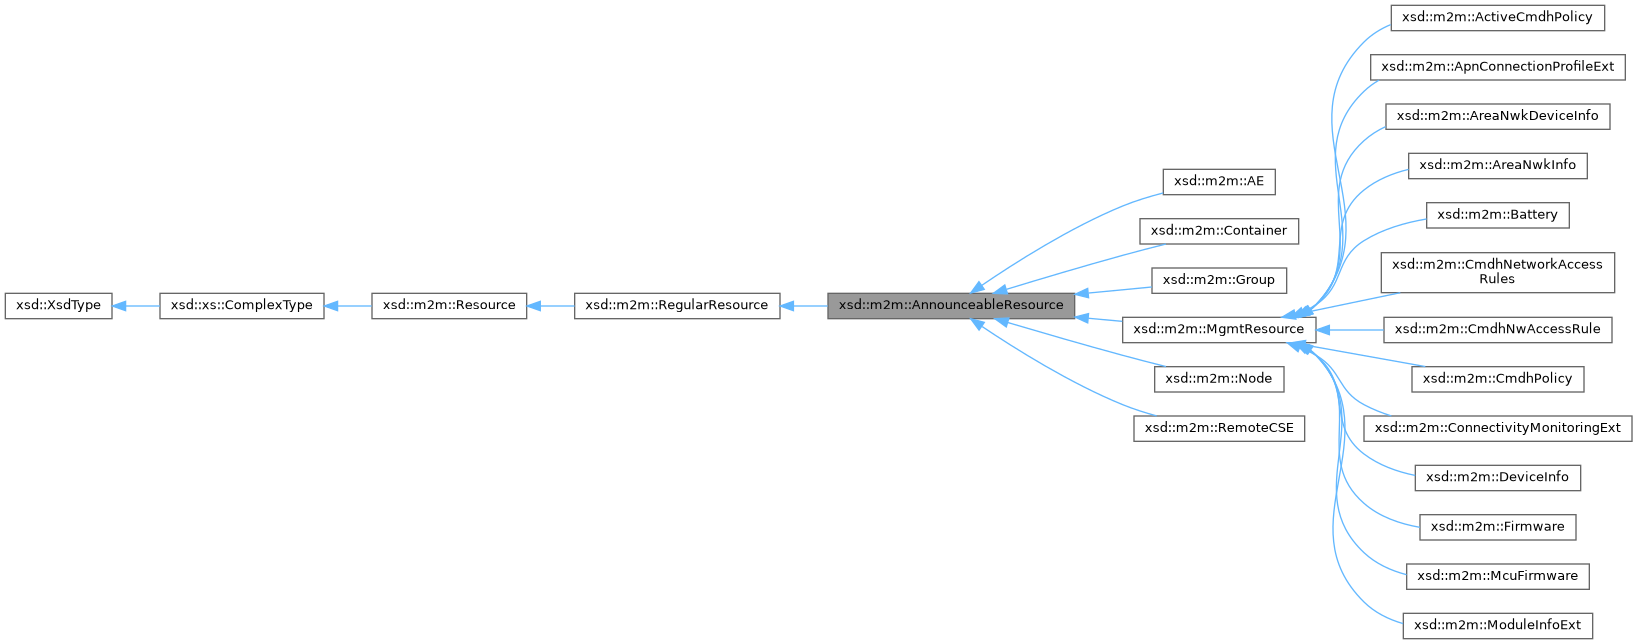 xsd::m2m::ActiveCmdhPolicy
xsd::m2m::ApnConnectionProfileExt
xsd::m2m::AreaNwkDeviceInfo
xsd::m2m::AreaNwkInfo
xsd::m2m::AE
xsd::m2m::Battery
xsd::m2m::Container
xsd::m2m::CmdhNetworkAccess
Rules
xsd::m2m::Group
xsd::XsdType
xsd::xs::ComplexType
xsd::m2m::Resource
xsd::m2m::RegularResource
xsd::m2m::AnnounceableResource
xsd::m2m::MgmtResource
xsd::m2m::CmdhNwAccessRule
xsd::m2m::Node
xsd::m2m::CmdhPolicy
xsd::m2m::RemoteCSE
xsd::m2m::ConnectivityMonitoringExt
xsd::m2m::DeviceInfo
xsd::m2m::Firmware
xsd::m2m::McuFirmware
xsd::m2m::ModuleInfoExt